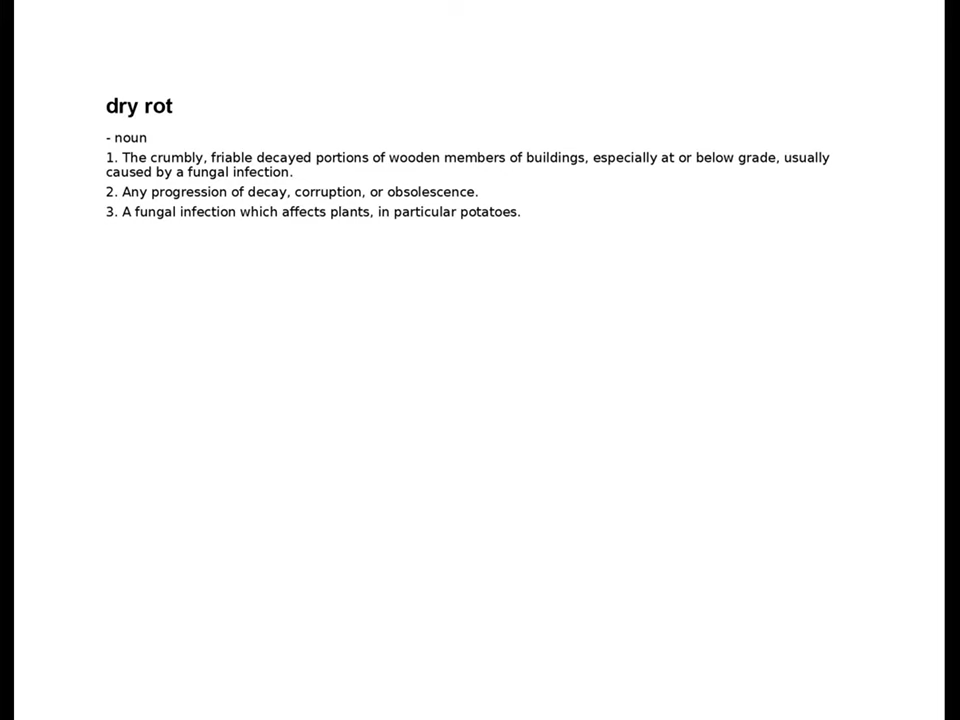 dry rot
- noun
1. The crumbly, friable decayed portions of wooden members of buildings, especially at or below grade, usually
caused by a fungal infection.
2. Any progression of decay, corruption, or obsolescence.
3. A fungal infection which affects plants, in particular potatoes.